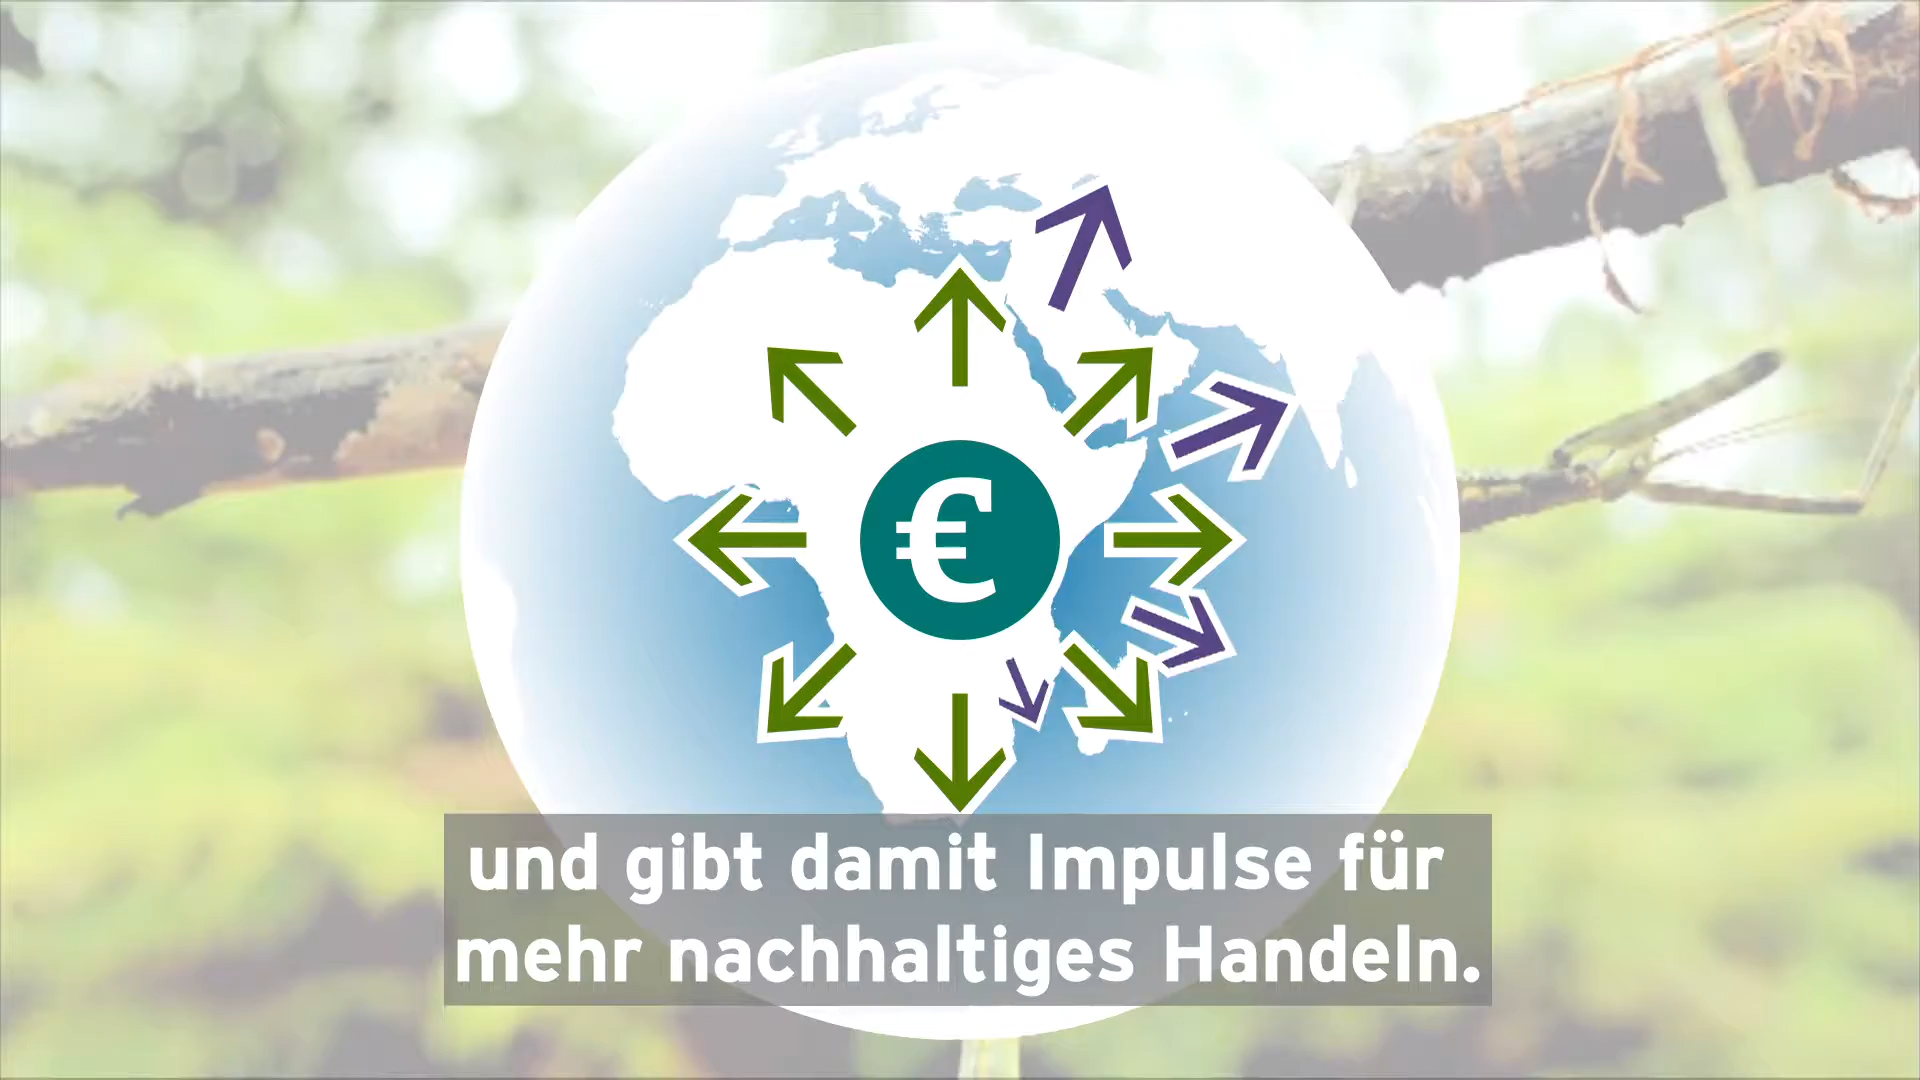 €
und gibt damit Impulse für
mehr nachhaltiges Handeln.